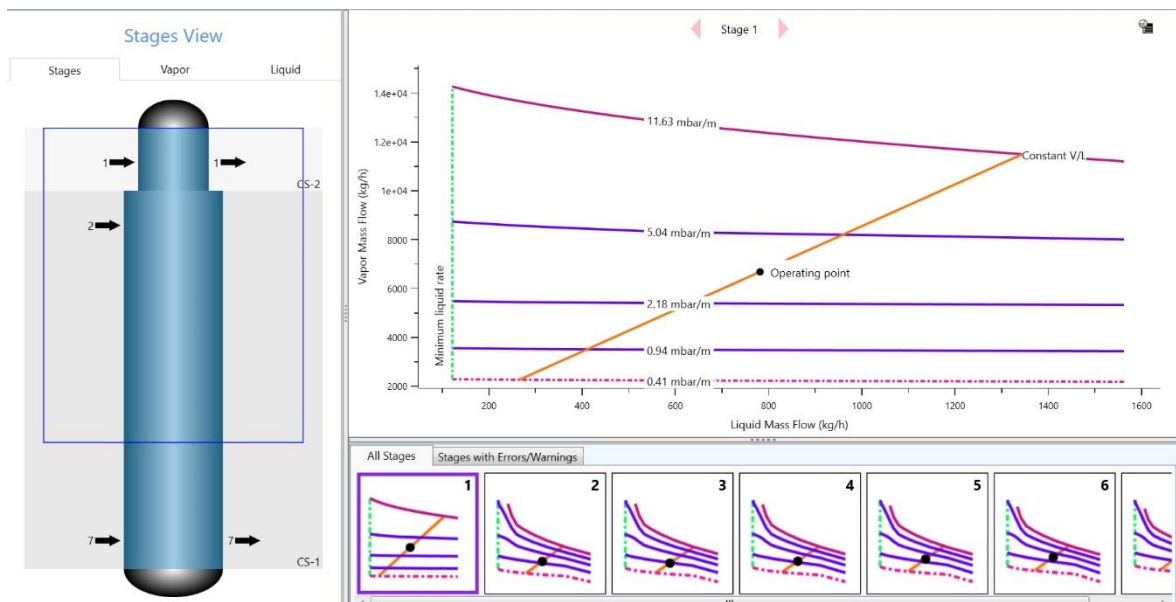 Stages View
Stages Vapor Liquid
1 1
CS-2
2
7 7
CS-1
Stage 1
Vapor Mass Flow (kg/h)
1.4e+04
1.2e+04
1e+04
8000
6000
4000
2000
11.63 mbar/m
Constant V/L
5.04 mbar/m
Operating point
2.18 mbar/m
0.94 mbar/m
0.41 mbar/m
Minimum liquid rate
200 400 600 800 1000 1200 1400 1600
Liquid Mass Flow (kg/h)
All Stages Stages with Errors/Warnings
1 2 3 4 5 6